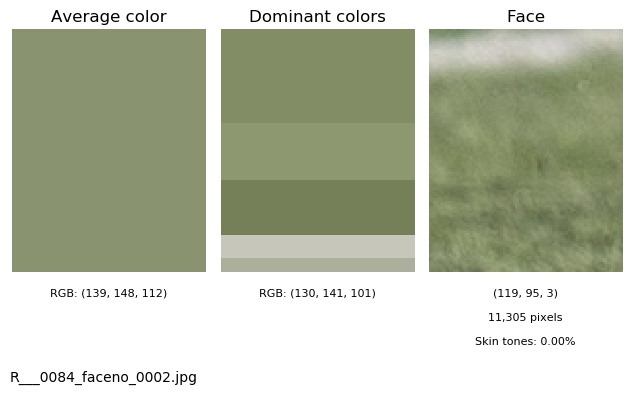 Average color
Dominant colors
Face
RGB: (139, 148, 112)
RGB: (130, 141, 101)
(119, 95, 3)
11,305 pixels
Skin tones: 0.00%
R___0084_faceno_0002.jpg